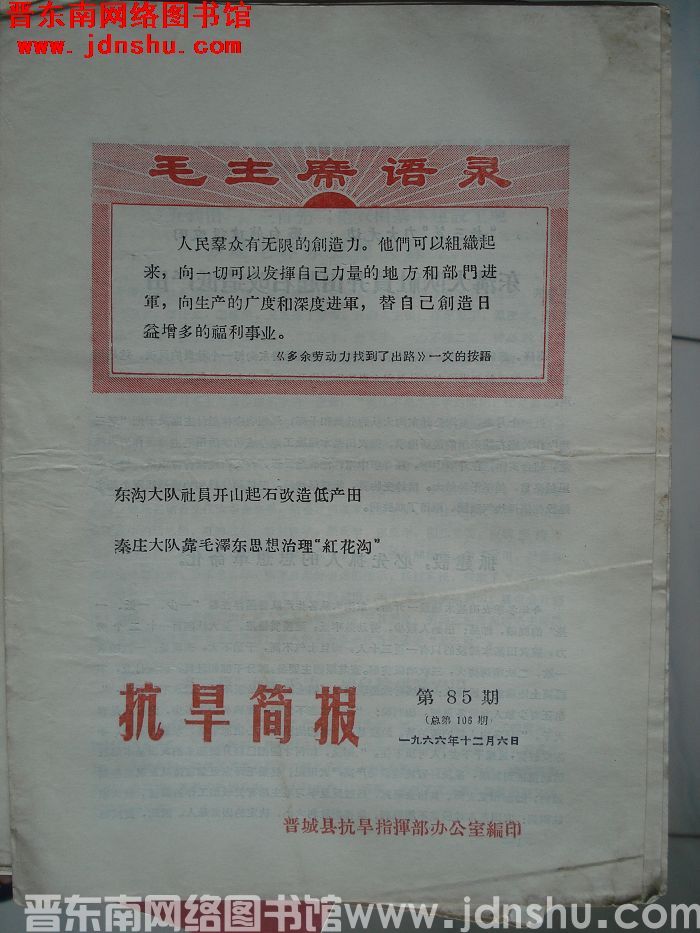 晋东南网络图书馆
www.jdnshu.com
毛主席语录
人民羣众有无限的創造力。他們可以組織起
来，向一切可以发揮自己力量的地方和部門进
軍，向生产的广度和深度进軍，替自己創造日
益增多的福利事业。
《多余劳动力找到了出路》一文的按語
东沟大队社員开山起石改造低产田
秦庄大队靠毛澤东思想治理“紅花沟”
抗旱简报
第85期
（总第106期）
一九六六年十二月六日
晋城县抗旱指揮部办公室編印
晋东南网络图书馆 www.jdnshu.com